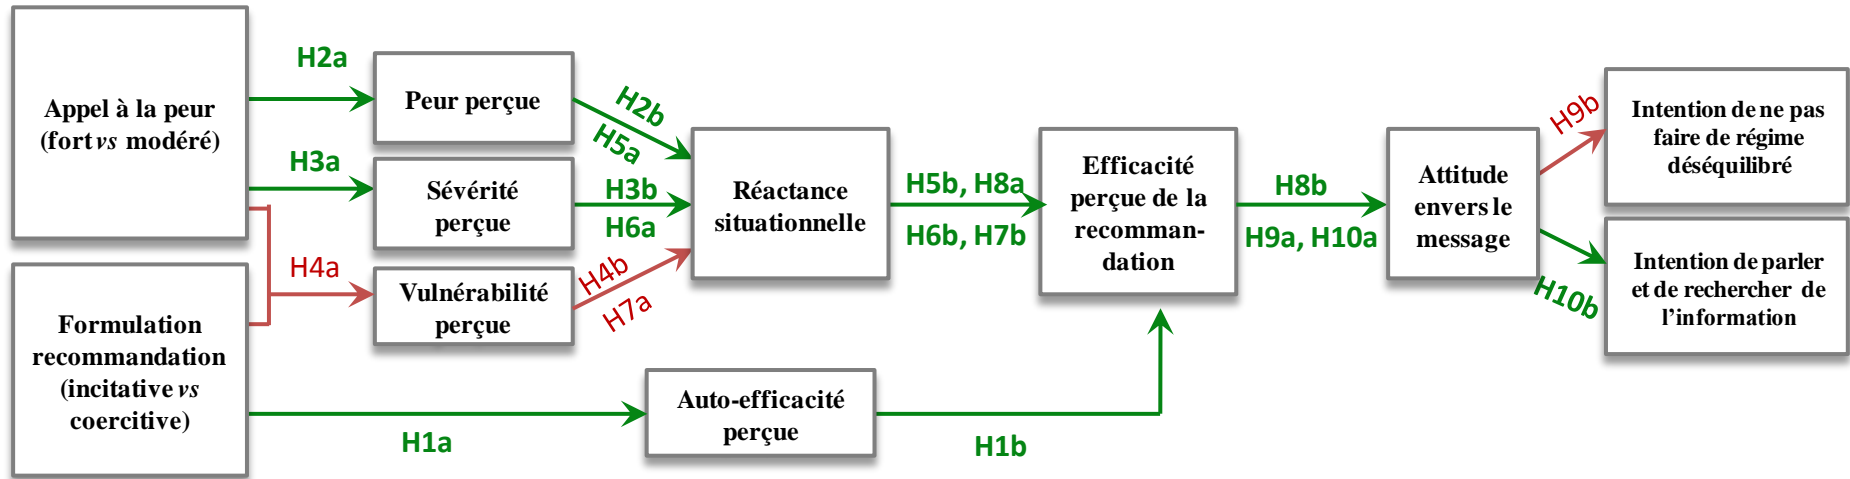 Appel à la peur
(fort vs modéré)
H2a
Peur perçue
H2b
H5a
H3a
Sévérité
perçue
H3b
H6a
H4a
Vulnérabilité
perçue
H4b
H7a
Formulation
recommandation
(incitative vs
coercitive)
H1a
Auto-efficacité
perçue
H1b
Réactance
situationnelle
H5b, H8a
H6b, H7b
Efficacité
perçue de la
recomman-
dation
H8b
H9a, H10a
Attitude
envers le
message
H9b
Intention de ne pas
faire de régime
déséquilibré
H10b
Intention de parler
et de rechercher de
l’information